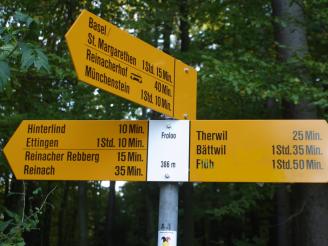 Basel/
St. Margarethen 1Std.15 Min.
Reinacherhof 40 Min.
Münchenstein 1Std.10 Min.
Hinterlind 10 Min.
Ettingen 1Std.10 Min.
Reinacher Rebberg 15 Min.
Reinach 35 Min.
Froloo
386 m
Therwil 25 Min.
Bättwil 1Std.35 Min.
Flüh 1Std.50 Min.